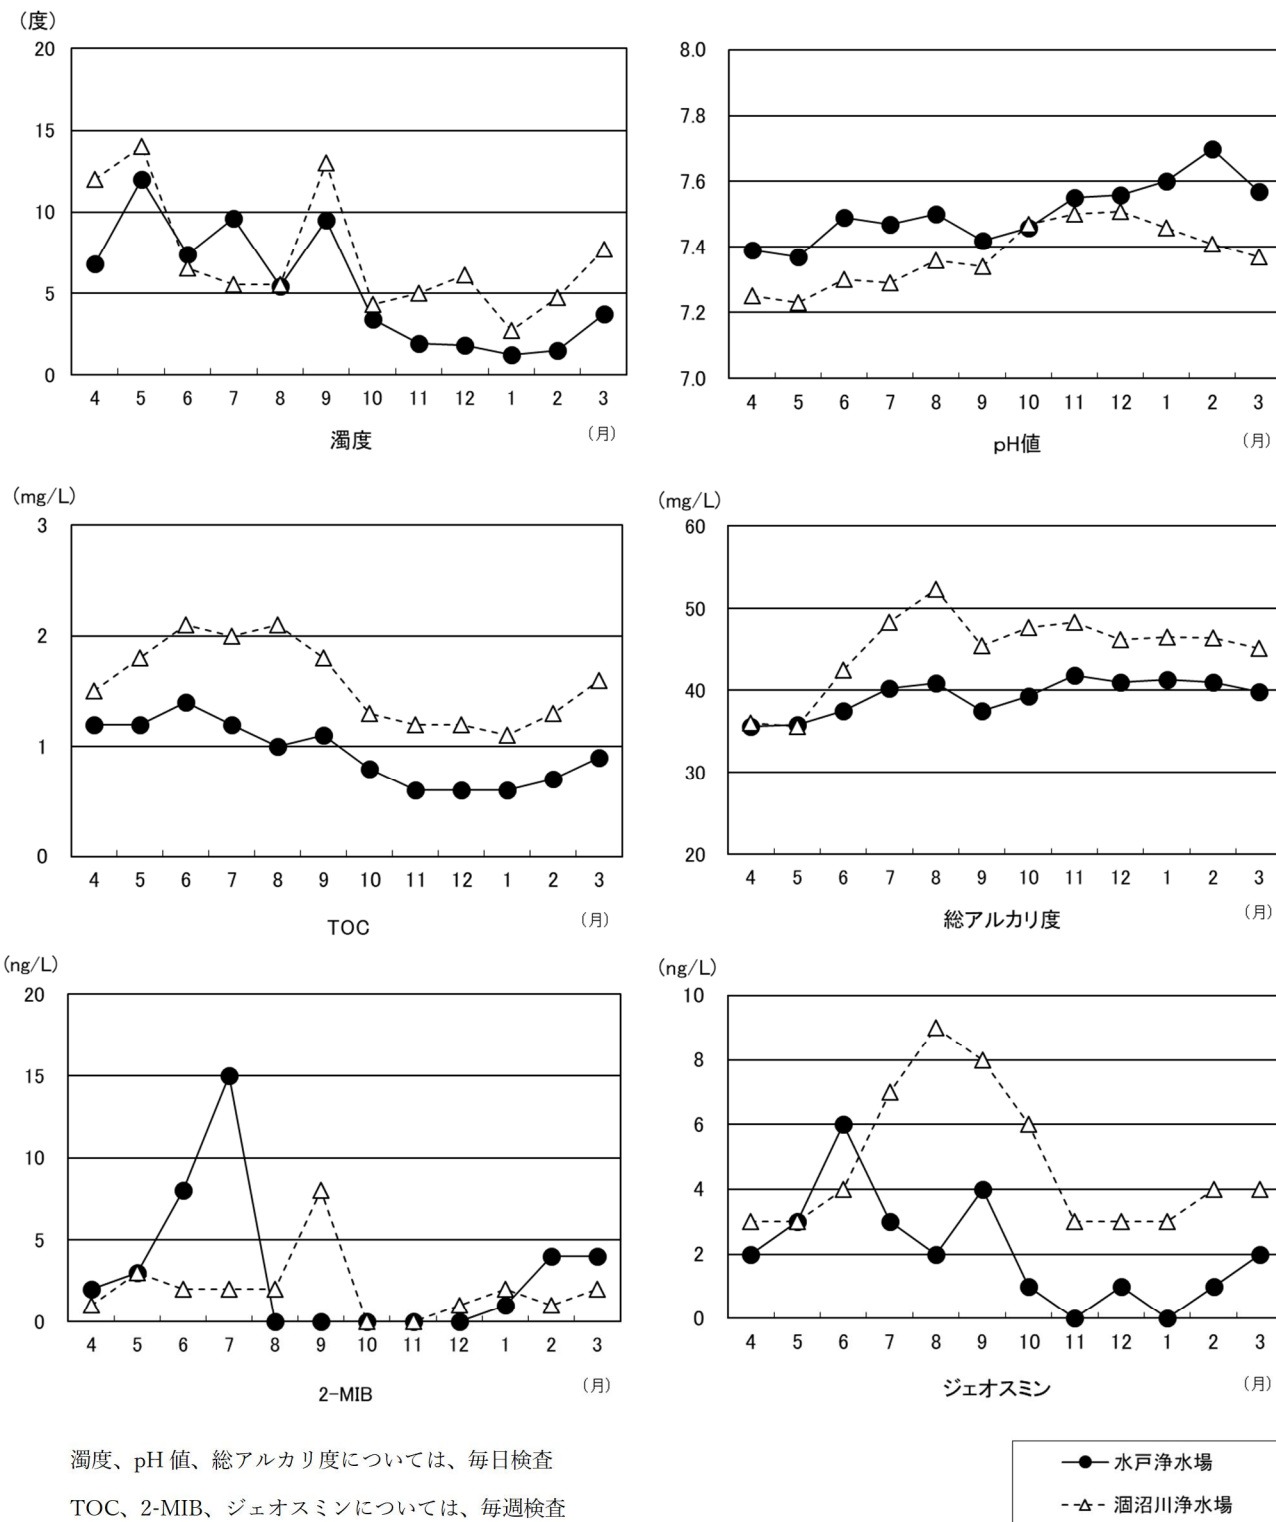 （度）
20
15
10
5
0
4 5 6 7 8 9 10 11 12 1 2 3
濁度
（月）
8.0
7.8
7.6
7.4
7.2
7.0
4 5 6 7 8 9 10 11 12 1 2 3
pH値
（月）
(mg/L)
3
2
1
0
4 5 6 7 8 9 10 11 12 1 2 3
TOC
（月）
(mg/L)
60
50
40
30
20
4 5 6 7 8 9 10 11 12 1 2 3
総アルカリ度
（月）
(ng/L)
20
15
10
5
0
4 5 6 7 8 9 10 11 12 1 2 3
2-MIB
（月）
(ng/L)
10
8
6
4
2
0
4 5 6 7 8 9 10 11 12 1 2 3
ジェオスミン
（月）
濁度、pH 値、総アルカリ度については、毎日検査
TOC、2-MIB、ジェオスミンについては、毎週検査
水戸浄水場
涸沼川浄水場